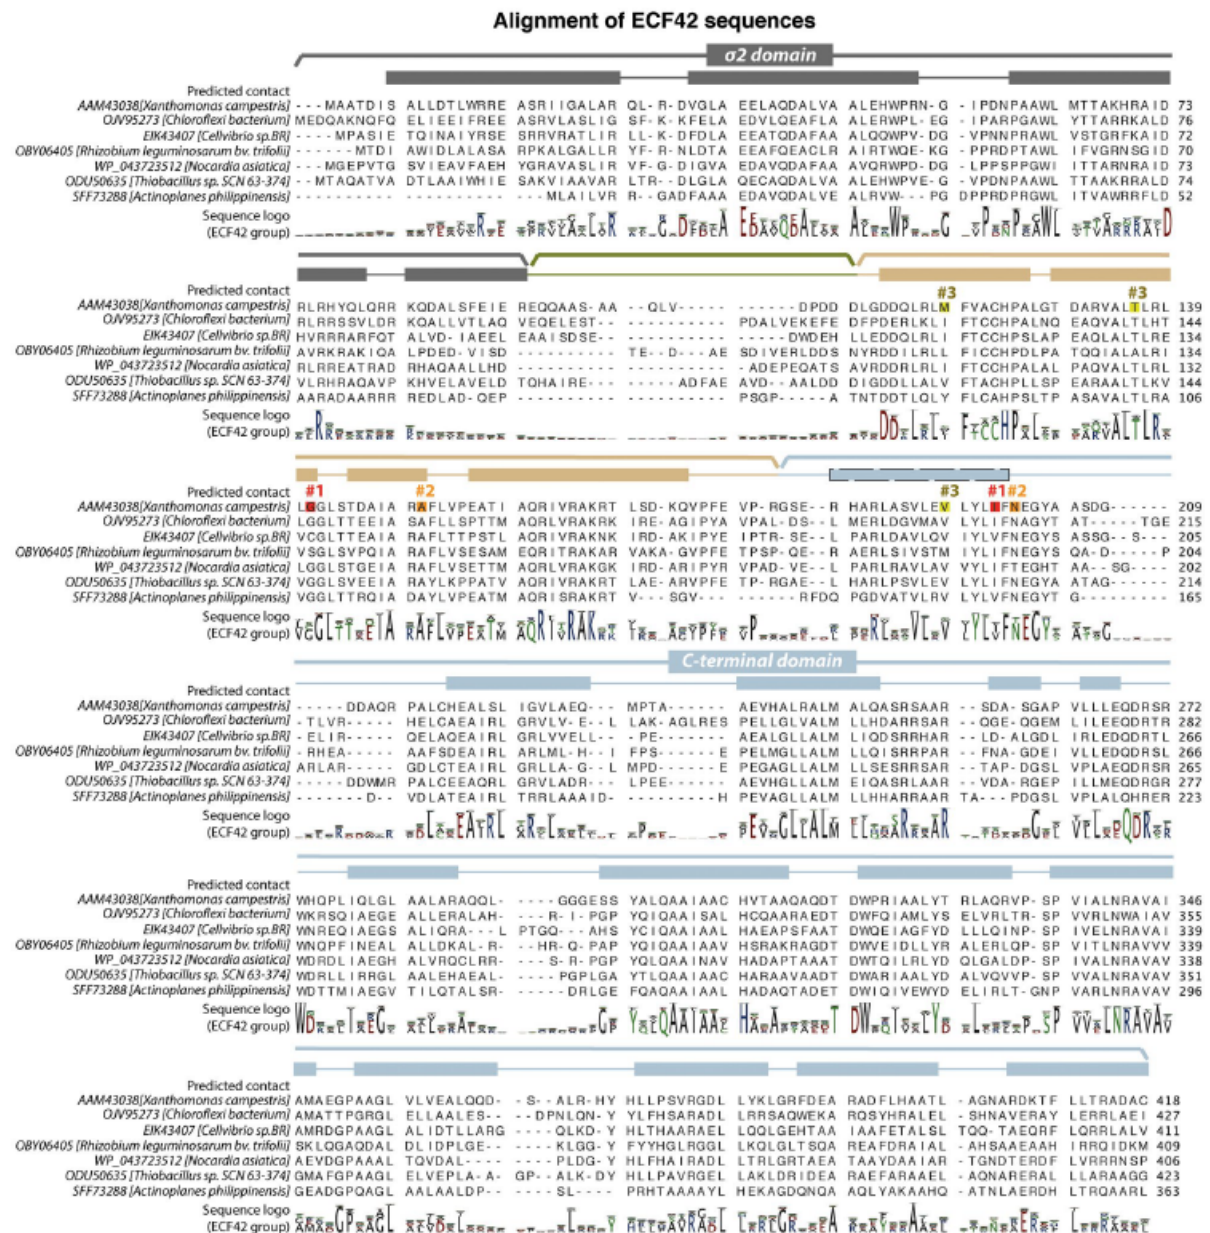 Alignment of ECF42 sequences
σ2 domain
Predicted contact
AAM43038[Xanthomonas campestris] - - - MAATDIS ALLDTLWRRE ASRIIGALAR QL- R- DVGLA EELAQDALVA ALEHWPRN- G - IPDNPAAWL MTTAKHRAID 73
OJV95273 [Chloroflexi bacterium] MEDQAKNQFQ ELIEEIFREE ASRVLASLIG SF- K- KFELA EDVLQEAFLA ALERWPL- EG - IPARPGAWL YTTARRKALD 76
EIK43407 [Cellvibrio sp.BR] - - - - MPASIE TQINAIYRSE SRRVRATLIR LL- K- DFDLA EEATQDAFAA ALQQWPV- DG - VPNNPRAWL VSTGRFKAID 71
OBY06405 [Rhizobium leguminosarum bv. trifolii] - - - - - - MTDI AWIDLALASA RPKALGALLR YF- R- NLDTA EEAFQEACLR ALKTWPQ- KG - PPRDPTAWL IFVGRNSGID 70
WP_043723512 [Nocardia asiatica] - - - MGEPVTG SVIEAVFAEH YGRAVASLIR VF- G- DIGVA EDAVQDAFAA AVQRWPD- DG - LPPSPPGWI ITTARNRAID 73
ODU50635 [Thiobacillus sp. SCN 63-374] - - MTAQATVA DTLAAIWHIE SAKVIAAVAR LTR- - DLGLA QECAQDALVA ALEHWPVE- G - VPDNPAAWL TTAAKRRALD 74
SFF73288 [Actinoplanes philippinensis] - - - - - - - - - - - - - - - - - - - - - MLAILVRR R- - GADFAAA EDAVQDALVE ALRVW- - - PG DPPRDPRGWL ITVAWRRFLD 52
Sequence logo
(ECF42 group)
Predicted contact #3 #3
AAM43038[Xanthomonas campestris] RLRHYQLQRR KQDALSFEIE REQQAAS- AA - - QLV- - - - - - - - - - - - - - DPDD DLGDDQLRLM FVACHPALGT DARVALTLRL 139
OJV95273 [Chloroflexi bacterium] RLRRSSVLDR KQALLVTLAQ VEQELEST- - - - - - - - - - - - - - - - - - PDALVEKEFE DFPDERLKLI FTCCHPALNQ EAQVALTLHT 144
EIK43407 [Cellvibrio sp.BR] HVRRRARFQT ALVD- IAEEL EAAISDSE- - - - - - - - - - - - - - - - - - - - - DWDEH LLEDDQLRLI FTCCHPSLAP EAQLALTLRE 134
OBY06405 [Rhizobium leguminosarum bv. trifolii] AVRKRAKIQA LPDED- VISD - - - - - - - - - - - - TE- - D- - - AE SDIVERLDDS NYRDDILRLL FICCHPDLPA TQQIALALRI 134
WP_043723512 [Nocardia asiatica] RLRREATRAD RHAQAALLHD - - - - - - - - - - - - - - - - - - - - - - ADEPEQATS AVRDDRLRLI FTCCHPALAP ETRVALTLRL 132
ODU50635 [Thiobacillus sp. SCN 63-374] VLRHRAQAVP KHVELAVELD TQHAIRE- - - - - - - - ADFAE AVD- - AALDD DIGDDLLALV FTACHPLLSP EARAALTLKV 144
SFF73288 [Actinoplanes philippinensis] AARADAARRR REDLAD- QEP - - - - - - - - - - - - - - - - PSGP- - - - - A TNTDDTLQLY FLCAHPSLTP ASAVALTLRA 106
Sequence logo
(ECF42 group)
Predicted contact #1 #2 #3 #1 #2
AAM43038[Xanthomonas campestris] LGGLSTDAIA RAFLVPEATI AQRIVRAKRT LSD- KQVPFE VP- RGSE- - R HARLASVLEV LYLIFNEGYA ASDG- - - - - - 209
OJV95273 [Chloroflexi bacterium] LGGLTTEEIA SAFLLSPTTM AQRIVRAKRK IRE- AGIPYA VPAL- DS- - L MERLDGVMAV LYLIFNAGYT AT- - - - - TGE 215
EIK43407 [Cellvibrio sp.BR] VCGLTTEAIA RAFLTTPSTL AQRIVRAKNK IRD- AKIPYE IPTR- SE- - L PARLDAVLQV IYLVFNEGYS ASSG- - S- - - 205
OBY06405 [Rhizobium leguminosarum bv. trifolii] VSGLSVPQIA RAFLVSESAM EQRITRAKAR VAKA- GVPFE TPSP- QE- - R AERLSIVSTM IYLIFNEGYS QA- D- - - - - P 204
WP_043723512 [Nocardia asiatica] LGGLSTGEIA RAFLVSETTM AQRLVRAKGK IRD- ARIPYR VPAD- VE- - L PARLRAVLAV VYLIFTEGHT AA- - SG- - - - 202
ODU50635 [Thiobacillus sp. SCN 63-374] VGGLSVEEIA RAYLKPPATV AQRLVRAKRT LAE- ARVPFE TP- RGAE- - L HARLPSVLEV LYLVFNEGYA ATAG- - - - - - 214
SFF73288 [Actinoplanes philippinensis] VGGLTTRQIA DAYLVPEATM AQRISRAKRT V- - SGV- - - - - - - - RFDQ PGDVATVLRV LYLVFNEGYT G- - - - - - - - - 165
Sequence logo
(ECF42 group)
C-terminal domain
Predicted contact
AAM43038[Xanthomonas campestris] - - - - - DDAQR PALCHEALSL IGVLAEQ- - - - MPTA- - - - - - AEVHALRALM ALQASRSAAR - SDA- SGAP VLLLEQDRSR 272
OJV95273 [Chloroflexi bacterium] - TLVR- - - - - HELCAEAIRL GRVLVL- E- - L LAK- AGLRES PELLGLVALM LLHDARRSAR - QGE- QGEM LILEEQDRTR 282
EIK43407 [Cellvibrio sp.BR] - ELIR- - - - - QELAQEAIRL GRLVVELL- - - - PE- - - - - - - - AEALGLLALM LIQDSRRHAR - LD- ALGDL IRLEDQDRTL 266
OBY06405 [Rhizobium leguminosarum bv. trifolii] - RHEA- - - - - AAFSDEAIRL ARLML- H- - I FPS- - - - - - E PELMGLLALM LLQISRRPAR - FNA- GDEI VLLEDQDRSL 266
WP_043723512 [Nocardia asiatica] ARLAR- - - - - GDLCTEAIRL GRLLA- G- - L MPD- - - - - - E PEGAGLLALM LLSESRRSAR - TAP- DGSL VPLAEQDRSR 265
ODU50635 [Thiobacillus sp. SCN 63-374] - - - - - DDWMR PALCEEAQRL GRVLADR- - - LPEE- - - - - - AEVHGLLALM EIQASRLAAR - VDA- RGEP ILLMEQDRGR 277
SFF73288 [Actinoplanes philippinensis] - - - - - - - D- - VDLATEAIRL TRRLAAAID- - - - - - - - - - - H PEVAGLLALM LLHHARRAAR TA- - PDGSL VPLALQHRER 223
Sequence logo
(ECF42 group)
Predicted contact
AAM43038[Xanthomonas campestris] WHQPLIQLGL AALARAQQL- - - - - GGGESS YALQAAIAAC HVTAAQAQDT DWPRIAALYT RLAQRVP- SP VIALNRAVAI 346
OJV95273 [Chloroflexi bacterium] WKRSQIAEGE ALLERALAH- - - - R- I- PGP YQIQAAISAL HCQAARAEDT DWFQIAMLYS ELVRLTR- SP VVRLNWAIAV 355
EIK43407 [Cellvibrio sp.BR] WNREQIAEGS ALIQRA- - - L PTGQ- - - AHS YCIQAAIAAL HAEAPSFAAT DWQEIAGFYD LLLQINP- SP IVELNRAVAI 339
OBY06405 [Rhizobium leguminosarum bv. trifolii] WNQPFINEAL ALLDKAL- R- - - HR- Q- PAP YQIQAAIAAV HSRAKRAGDT DWVEIDLLYR ALERLQP- SP VITLNRAVVV 339
WP_043723512 [Nocardia asiatica] WDRDLIAEGH ALVRQCLRR- - - - S- R- PGP YQLQAAINAV HADAPTAAAT DWTQILRLYD QLGALDP- SP IVALNRAVAV 338
ODU50635 [Thiobacillus sp. SCN 63-374] WDRLLIRRGL AALEHAEAL- - - - - PGPLGA YTLQAAIAAC HARAAVAADT DWARIAALYD ALVQVVP- SP VVALNRAVAV 351
SFF73288 [Actinoplanes philippinensis] WDTTMIAEGV TILQTALSR- - - - - - DRLGEF EQAQAAIAAL HADAQTADET DWIQIVEWYD ELIRLT- GNP VARLNRAVAV 296
Sequence logo
(ECF42 group)
Predicted contact
AAM43038[Xanthomonas campestris] AMAEGPAAGL VLVEALQQD- - S- - ALR- HY HLLPSVRGDL LYKLGRFDEA RADFLHAATL - AGNARDKTF LLTRADAC 418
OJV95273 [Chloroflexi bacterium] AMATTPGRGL ELLAALES- - - DPNLQN- Y YLFHSARADL LRRSAQWEKA RQSYHRALEL - SHNAVERAY LERRLAEI 427
EIK43407 [Cellvibrio sp.BR] AMRDGPAAGL ALIDTLLARG - - - - QLKD- Y HLTHAARAEL LQQLGEHTAA IAAFETALSL TQQ- TAEQRF LQRRLALV 411
OBY06405 [Rhizobium leguminosarum bv. trifolii] SKLQGAQDAL DLIDPLGE- - - - - - KLGG- Y FYYHGLRGGL LKQLGLTSQA REAFDRAIAL - AHSAAEAAH IRRQIDKM 409
WP_043723512 [Nocardia asiatica] AEVDGPAAAL TQVDAL- - - - - - - - PLDG- Y HLFHAIRADL LTRLGRTAEA TAAYDAAIAR - TGNDTERDF LVRRRNSP 406
ODU50635 [Thiobacillus sp. SCN 63-374] GMAFGPAAGL ELVEPLA- A- GP- - ALK- DY HLLPAVRGEL LAKLDRIDEA RAEFARAAEL - AQNARERAL LLARAAGG 423
SFF73288 [Actinoplanes philippinensis] GEADGPQAGL AALAALDP- - - - - SL- - - - - PRHTAAAAYL HEKAGDQNQA AQLYAKAAHQ - ATNLAERDH LTRQAARL 363
Sequence logo
(ECF42 group)